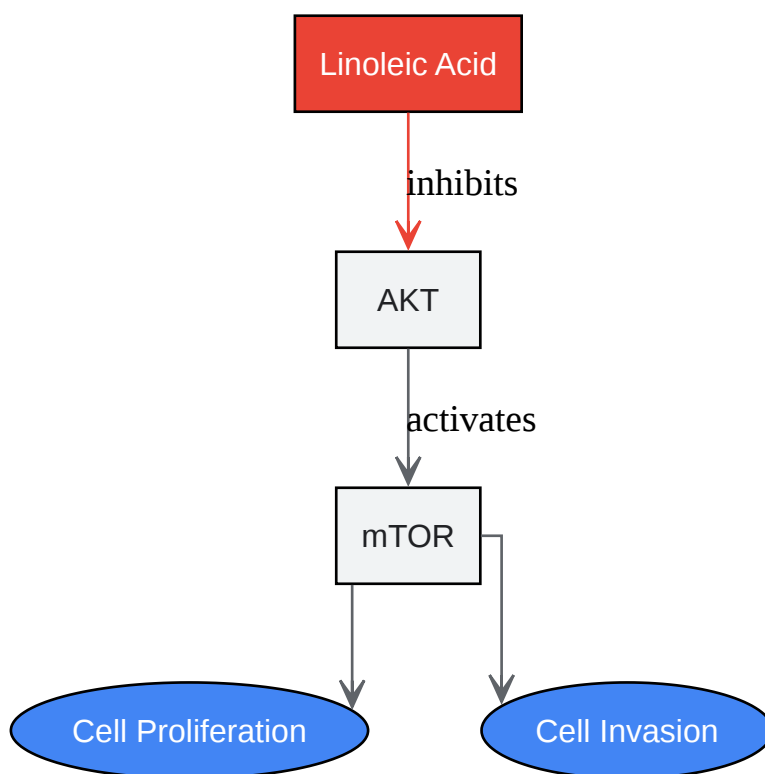 Linoleic Acid
inhibits
AKT
activates
mTOR
Cell Proliferation
Cell Invasion